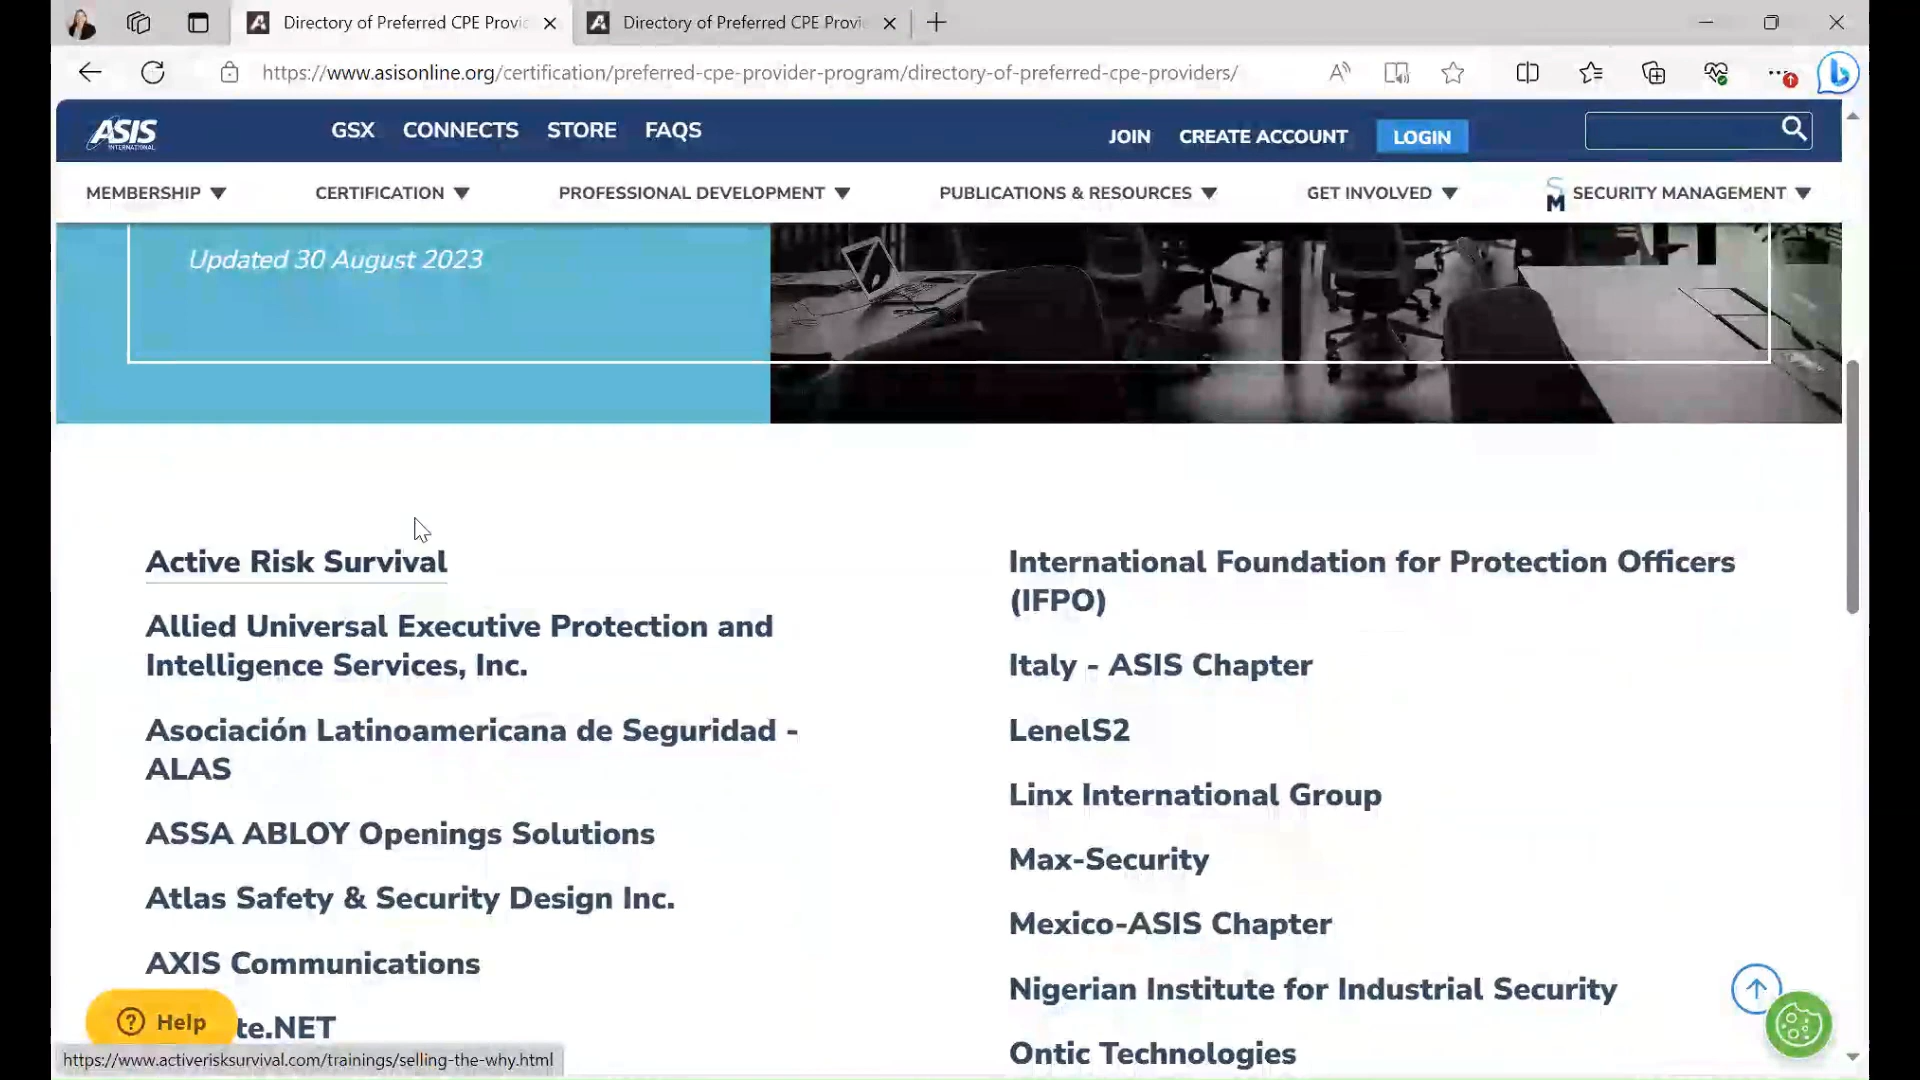 Directory of Preferred CPE Provi
Directory of Preferred CPE Provi
https://www.asisonline.org/certification/preferred-cpe-provider-program/directory-of-preferred-cpe-providers/
ASIS
INTERNATIONAL
GSX
CONNECTS
STORE
FAQS
JOIN
CREATE ACCOUNT
LOGIN
MEMBERSHIP
CERTIFICATION
PROFESSIONAL DEVELOPMENT
PUBLICATIONS & RESOURCES
GET INVOLVED
SM SECURITY MANAGEMENT
Updated 30 August 2023
Active Risk Survival
Allied Universal Executive Protection and
Intelligence Services, Inc.
Asociación Latinoamericana de Seguridad -
ALAS
ASSA ABLOY Openings Solutions
Atlas Safety & Security Design Inc.
AXIS Communications
te.NET
International Foundation for Protection Officers
(IFPO)
Italy - ASIS Chapter
LenelS2
Linx International Group
Max-Security
Mexico-ASIS Chapter
Nigerian Institute for Industrial Security
Ontic Technologies
Help
https://www.activerisksurvival.com/trainings/selling-the-why.html